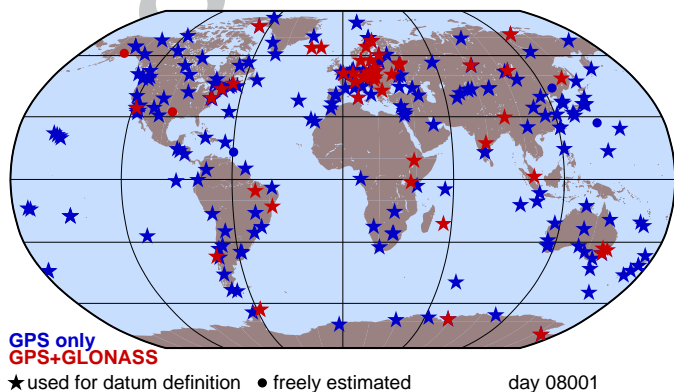 GPS only
GPS+GLONASS
★ used for datum definition ● freely estimated day 08001